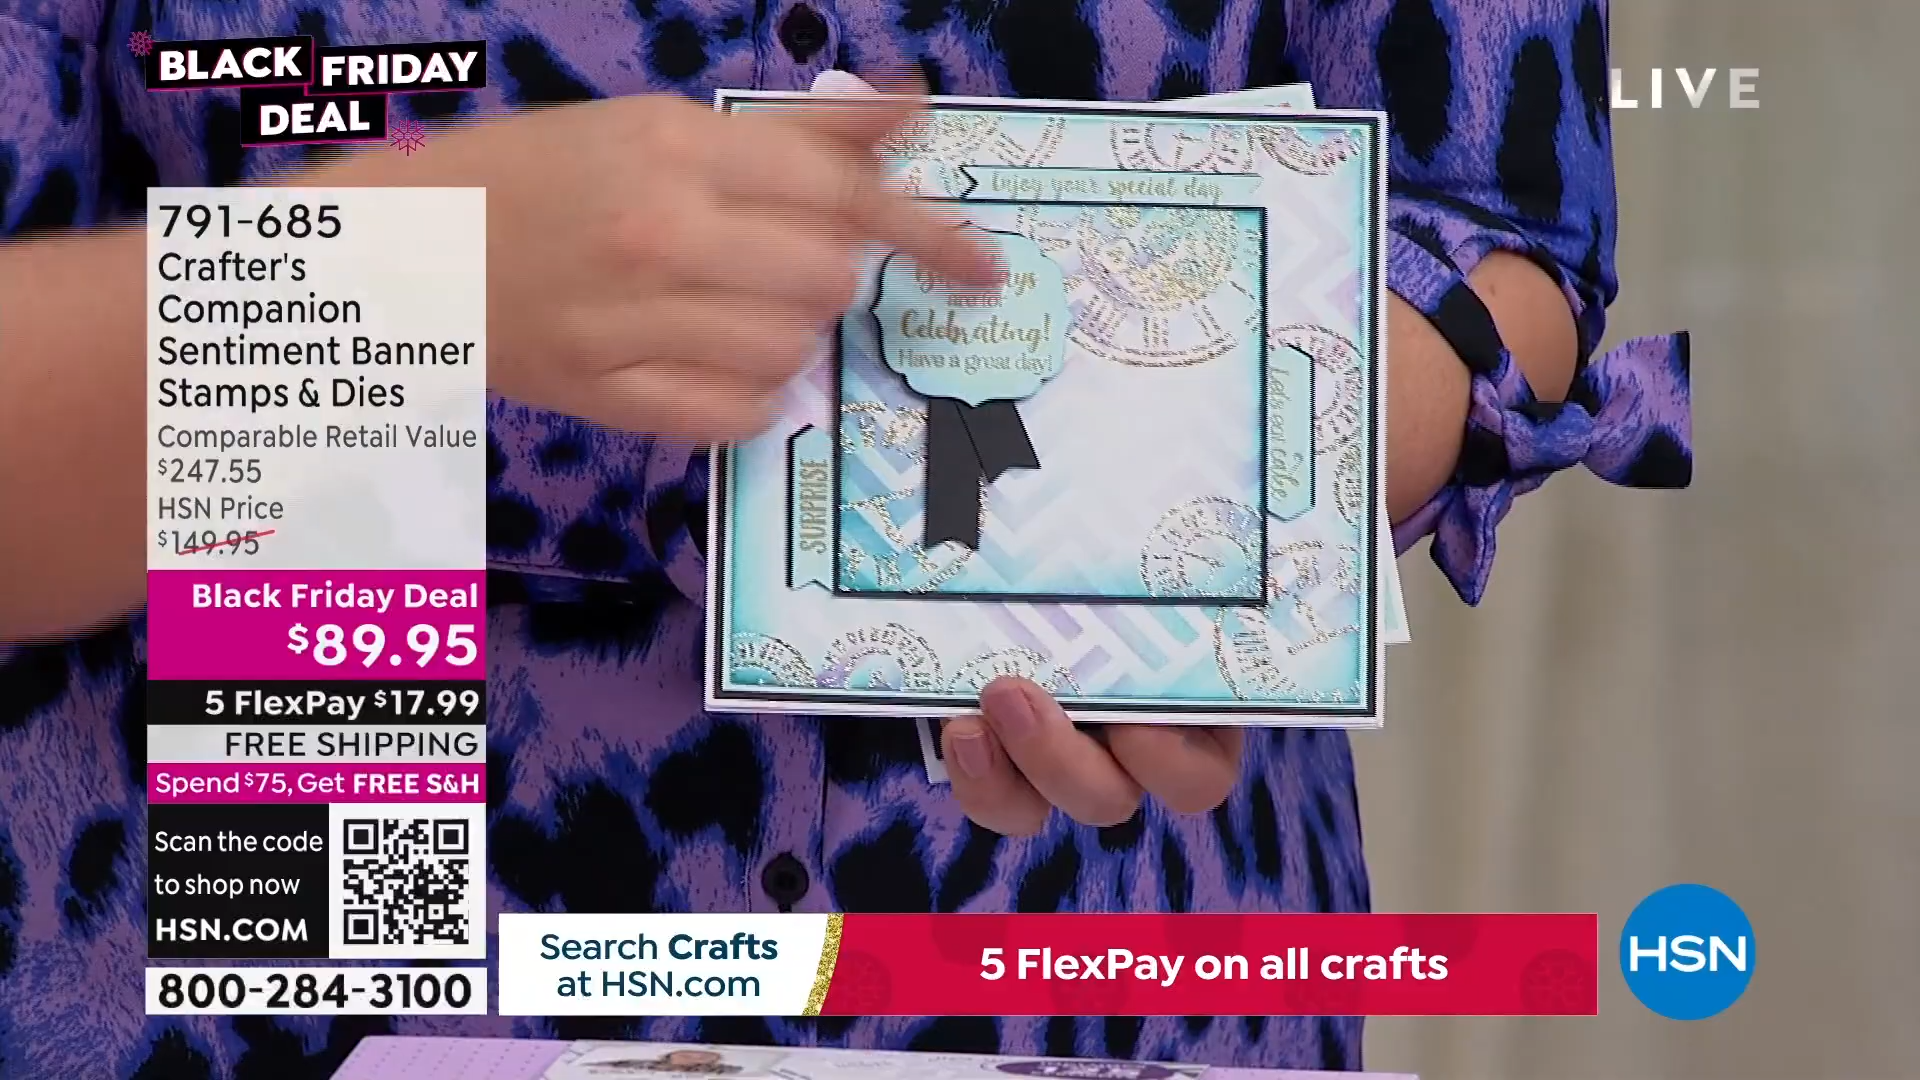 BLACK FRIDAY
DEAL
LIVE
791-685
Crafter's
Companion
Sentiment Banner
Stamps & Dies
Comparable Retail Value
$247.55
HSN Price
$149.95
Black Friday Deal
$89.95
5 FlexPay $17.99
FREE SHIPPING
Spend $75, Get FREE S&H
Scan the code
to shop now
HSN.COM
800-284-3100
Enjoy your special day
are for
Celebrating!
Have a great day!
SURPRISE
Let's eat cake
Search Crafts
at HSN.com
5 FlexPay on all crafts
HSN